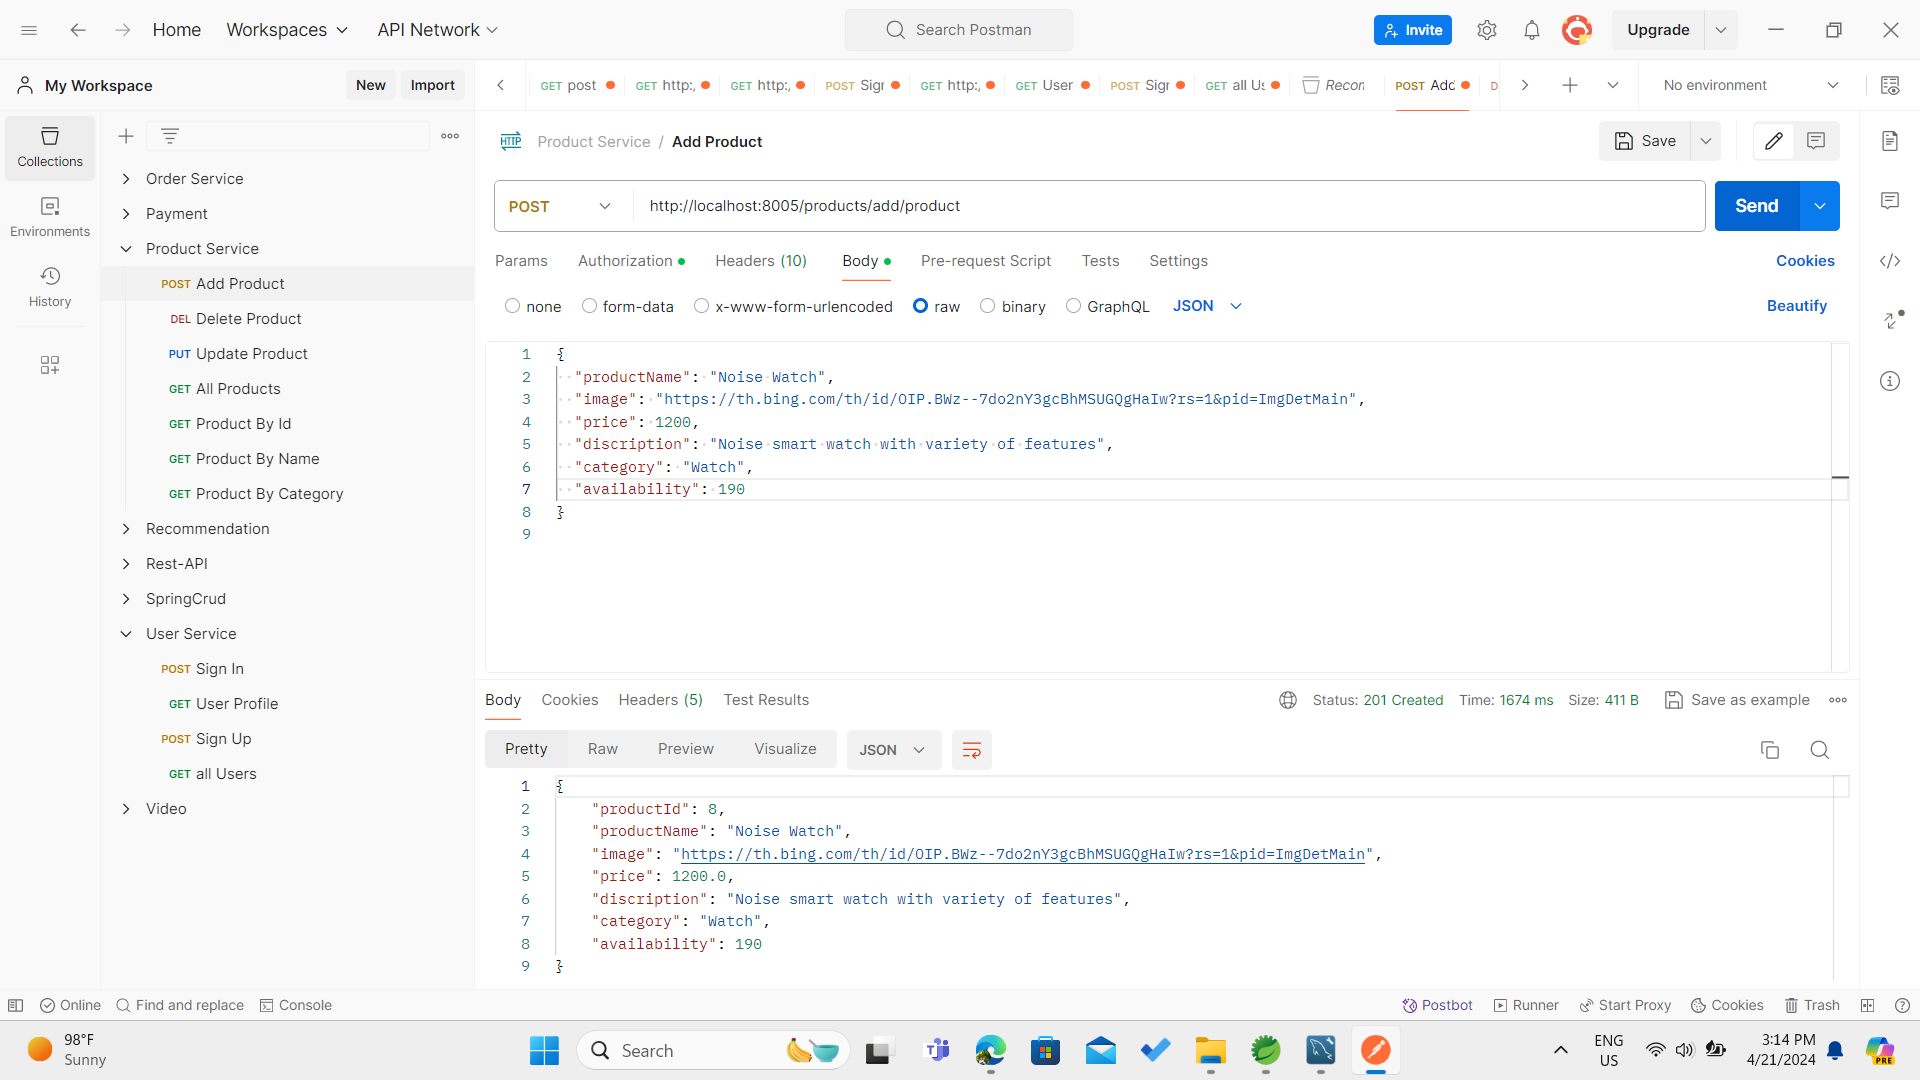 Home Workspaces API Network Search Postman Invite Upgrade
My Workspace New Import GET post GET http:, GET http:, POST Sigr GET http:, GET User POST Sigr GET all Us Recon POST Add D No environment
Collections
Environments
History
Order Service
Payment
Product Service
POST Add Product
DEL Delete Product
PUT Update Product
GET All Products
GET Product By Id
GET Product By Name
GET Product By Category
Recommendation
Rest-API
SpringCrud
User Service
POST Sign In
GET User Profile
POST Sign Up
GET all Users
Video
HTTP Product Service / Add Product Save
POST http://localhost:8005/products/add/product Send
Params Authorization Headers (10) Body Pre-request Script Tests Settings Cookies
none form-data x-www-form-urlencoded raw binary GraphQL JSON Beautify
1 {
2 "productName": "Noise Watch",
3 "image": "https://th.bing.com/th/id/OIP.BWz--7do2nY3gcBhMSUGQgHaIw?rs=1&pid=ImgDetMain",
4 "price": 1200,
5 "discription": "Noise smart watch with variety of features",
6 "category": "Watch",
7 "availability": 190
8 }
9
Body Cookies Headers (5) Test Results Status: 201 Created Time: 1674 ms Size: 411 B Save as example
Pretty Raw Preview Visualize JSON
1 {
2 "productId": 8,
3 "productName": "Noise Watch",
4 "image": "https://th.bing.com/th/id/OIP.BWz--7do2nY3gcBhMSUGQgHaIw?rs=1&pid=ImgDetMain",
5 "price": 1200.0,
6 "discription": "Noise smart watch with variety of features",
7 "category": "Watch",
8 "availability": 190
9 }
Online Find and replace Console Postbot Runner Start Proxy Cookies Trash
98°F
Sunny
Search
ENG
US
3:14 PM
4/21/2024
PRE